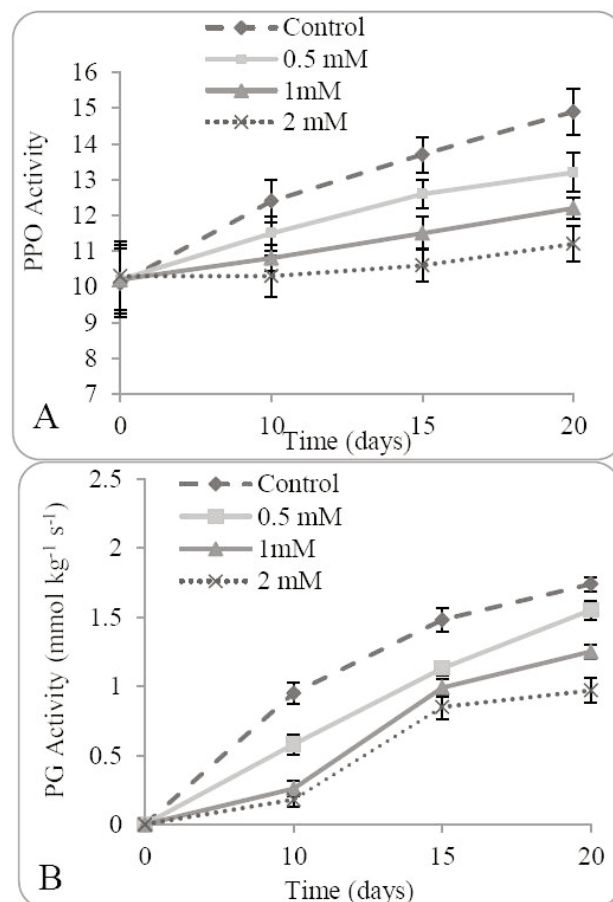 Control
0.5 mM
1mM
2 mM
16
15
14
13
12
11
10
9
8
7
PPO Activity
0 10 15 20
A
Time (days)
Control
0.5 mM
1mM
2 mM
2.5
2
1.5
1
0.5
0
PG Activity (mmol kg⁻¹ s⁻¹)
0 10 15 20
B
Time (days)